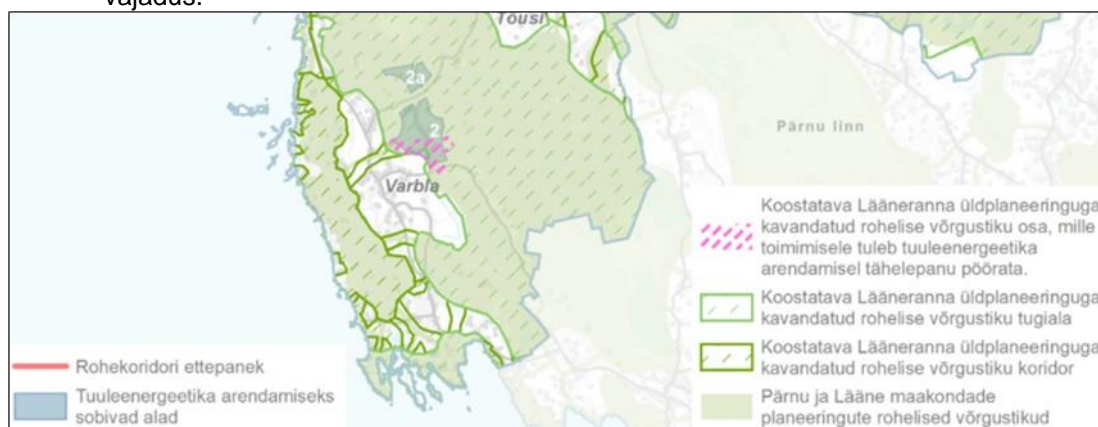 vajadus.
Tõusi
2a
2
Varbla
Pärnu linn
Koostatava Lääneranna üldplaneeringuga
kavandatud rohelise võrgustiku osa, mille
toimimisele tuleb tuuleenergeetika
arendamisel tähelepanu pöörata.
Koostatava Lääneranna üldplaneeringuga
kavandatud rohelise võrgustiku tugiala
Koostatava Lääneranna üldplaneeringuga
kavandatud rohelise võrgustiku koridor
Pärnu ja Lääne maakondade
planeeringute rohelised võrgustikud
Rohekoridori ettepanek
Tuuleenergeetika arendamiseks
sobivad alad